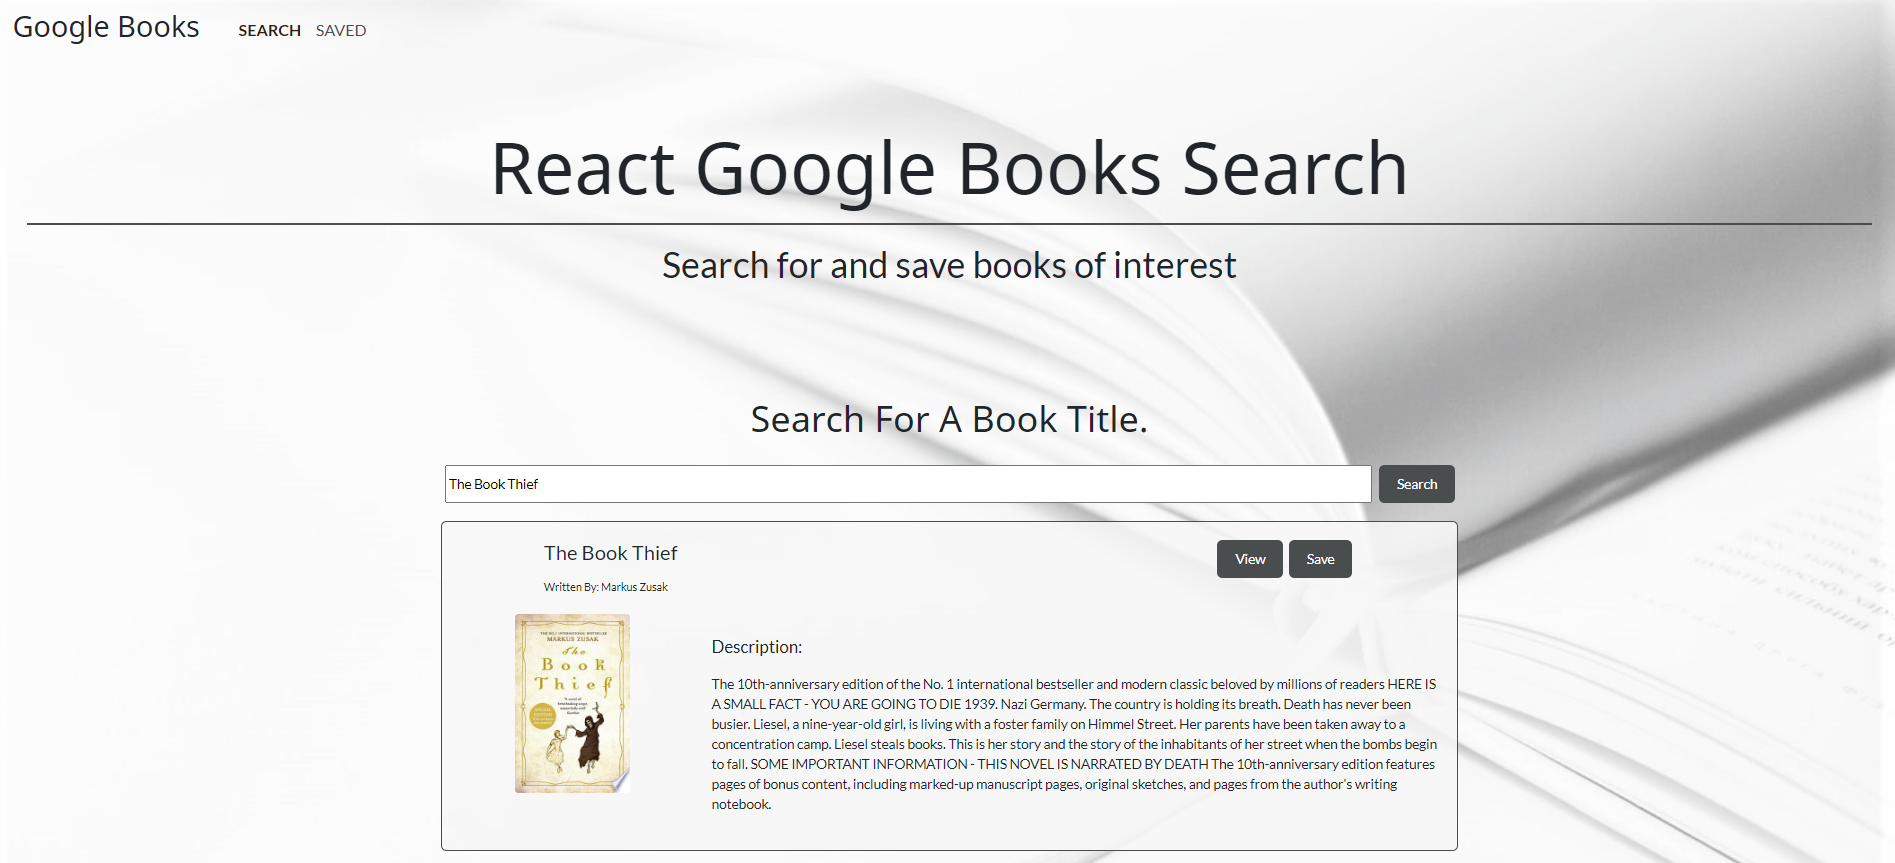 Google Books SEARCH SAVED
React Google Books Search
Search for and save books of interest
Search For A Book Title.
The Book Thief Search
The Book Thief View Save
Written By: Markus Zusak
MARKUS ZUSAK
The
Book
Thief
Description:
The 10th-anniversary edition of the No. 1 international bestseller and modern classic beloved by millions of readers HERE IS
A SMALL FACT - YOU ARE GOING TO DIE 1939. Nazi Germany. The country is holding its breath. Death has never been
busier. Liesel, a nine-year-old girl, is living with a foster family on Himmel Street. Her parents have been taken away to a
concentration camp. Liesel steals books. This is her story and the story of the inhabitants of her street when the bombs begin
to fall. SOME IMPORTANT INFORMATION - THIS NOVEL IS NARRATED BY DEATH The 10th-anniversary edition features
pages of bonus content, including marked-up manuscript pages, original sketches, and pages from the author's writing
notebook.